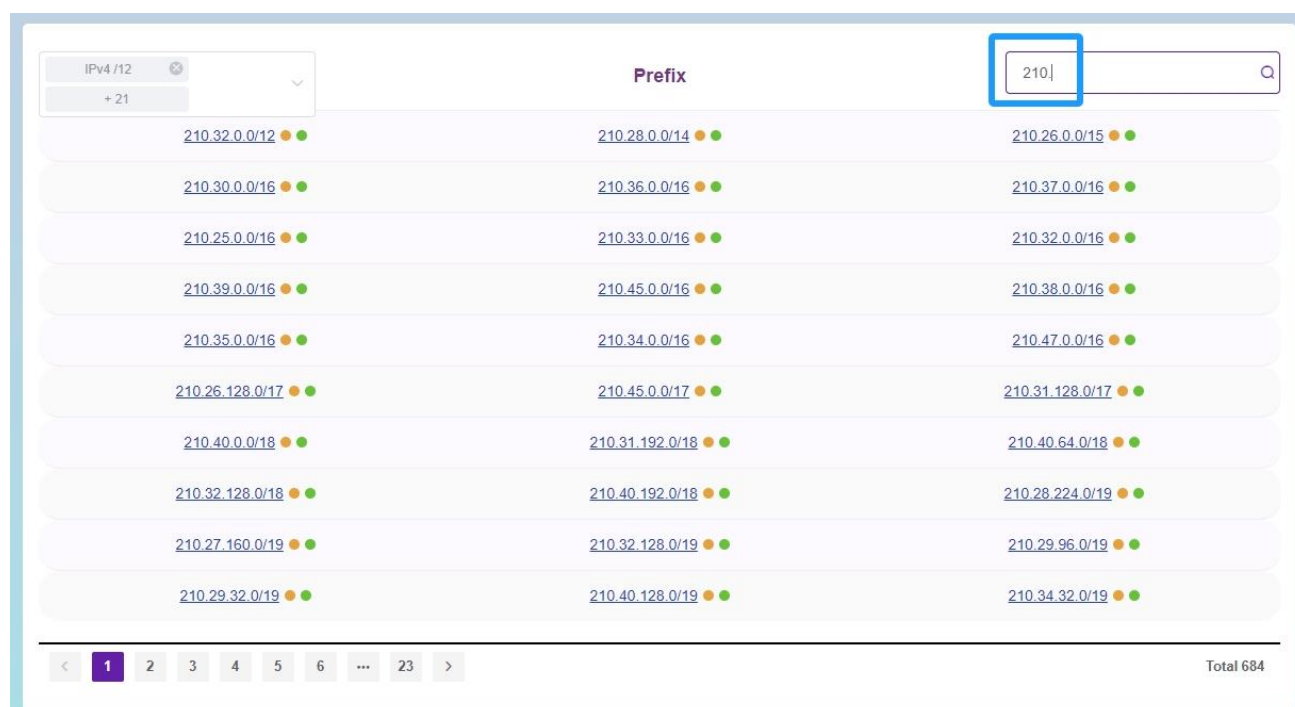 IPv4 /12
+ 21
Prefix
210.
210.32.0.0/12 210.28.0.0/14 210.26.0.0/15
210.30.0.0/16 210.36.0.0/16 210.37.0.0/16
210.25.0.0/16 210.33.0.0/16 210.32.0.0/16
210.39.0.0/16 210.45.0.0/16 210.38.0.0/16
210.35.0.0/16 210.34.0.0/16 210.47.0.0/16
210.26.128.0/17 210.45.0.0/17 210.31.128.0/17
210.40.0.0/18 210.31.192.0/18 210.40.64.0/18
210.32.128.0/18 210.40.192.0/18 210.28.224.0/19
210.27.160.0/19 210.32.128.0/19 210.29.96.0/19
210.29.32.0/19 210.40.128.0/19 210.34.32.0/19
< 1 2 3 4 5 6 ... 23 > Total 684